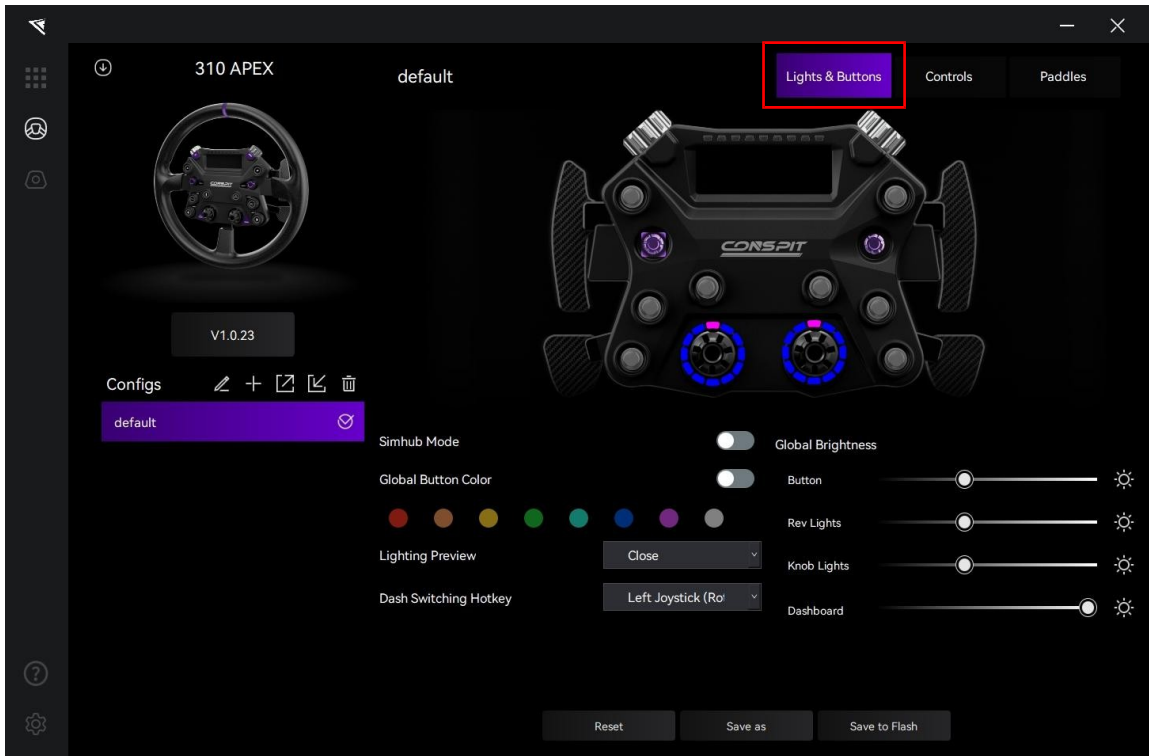 310 APEX
default
Lights & Buttons
Controls
Paddles
CONSPIT
V1.0.23
Configs
default
Simhub Mode
Global Button Color
Lighting Preview
Close
Dash Switching Hotkey
Left Joystick (Rot
Global Brightness
Button
Rev Lights
Knob Lights
Dashboard
Reset
Save as
Save to Flash